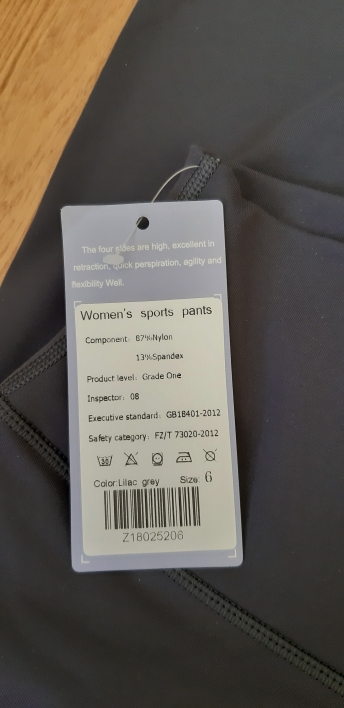 The four sides are high, excellent in
retraction, quick perspiration, agility and
flexibility Well.
Women's sports pants
Component: 87%Nylon
13%Spandex
Product level: Grade One
Inspector: 08
Executive standard: GB18401-2012
Safety category: FZ/T 73020-2012
Color:Lilac grey Size: 6
Z18025206